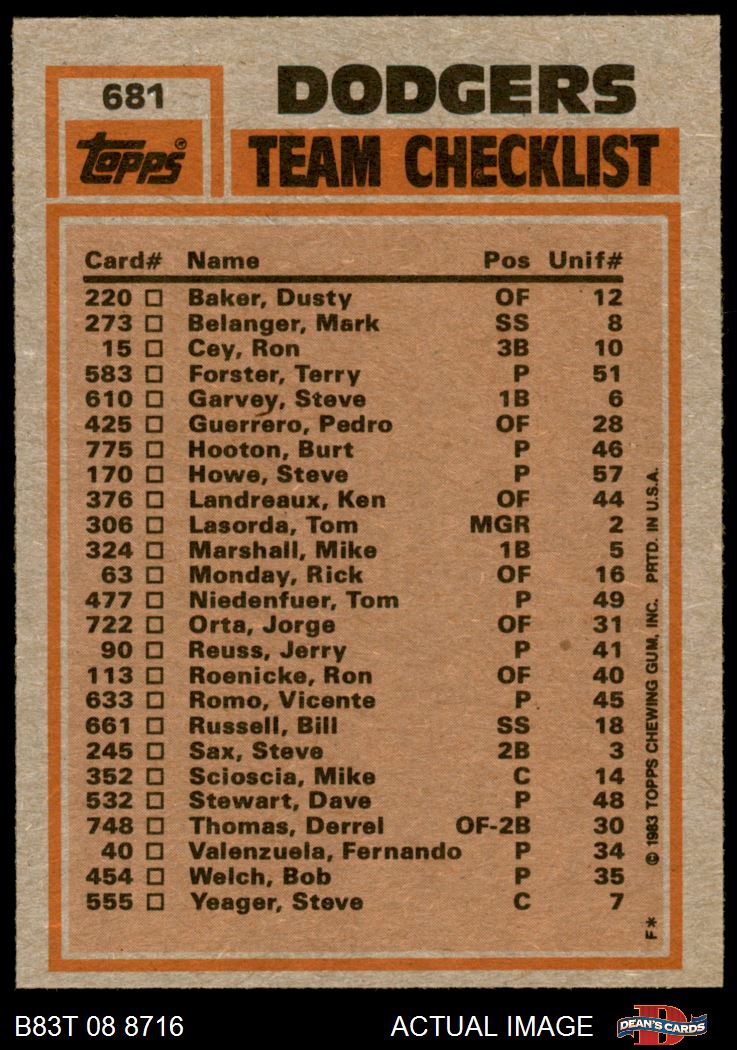 681
DODGERS
Topps®
TEAM CHECKLIST
Card# Name Pos Unif#
220 □ Baker, Dusty OF 12
273 □ Belanger, Mark SS 8
15 □ Cey, Ron 3B 10
583 □ Forster, Terry P 51
610 □ Garvey, Steve 1B 6
425 □ Guerrero, Pedro OF 28
775 □ Hooton, Burt P 46
170 □ Howe, Steve P 57
376 □ Landreaux, Ken OF 44
306 □ Lasorda, Tom MGR 2
324 □ Marshall, Mike 1B 5
63 □ Monday, Rick OF 16
477 □ Niedenfuer, Tom P 49
722 □ Orta, Jorge OF 31
90 □ Reuss, Jerry P 41
113 □ Roenicke, Ron OF 40
633 □ Romo, Vicente P 45
661 □ Russell, Bill SS 18
245 □ Sax, Steve 2B 3
352 □ Scioscia, Mike C 14
532 □ Stewart, Dave P 48
748 □ Thomas, Derrel OF-2B 30
40 □ Valenzuela, Fernando P 34
454 □ Welch, Bob P 35
555 □ Yeager, Steve C 7
F* © 1983 TOPPS CHEWING GUM, INC. PRTD. IN U.S.A.
B83T 08 8716 ACTUAL IMAGE
D
DEAN'S CARDS